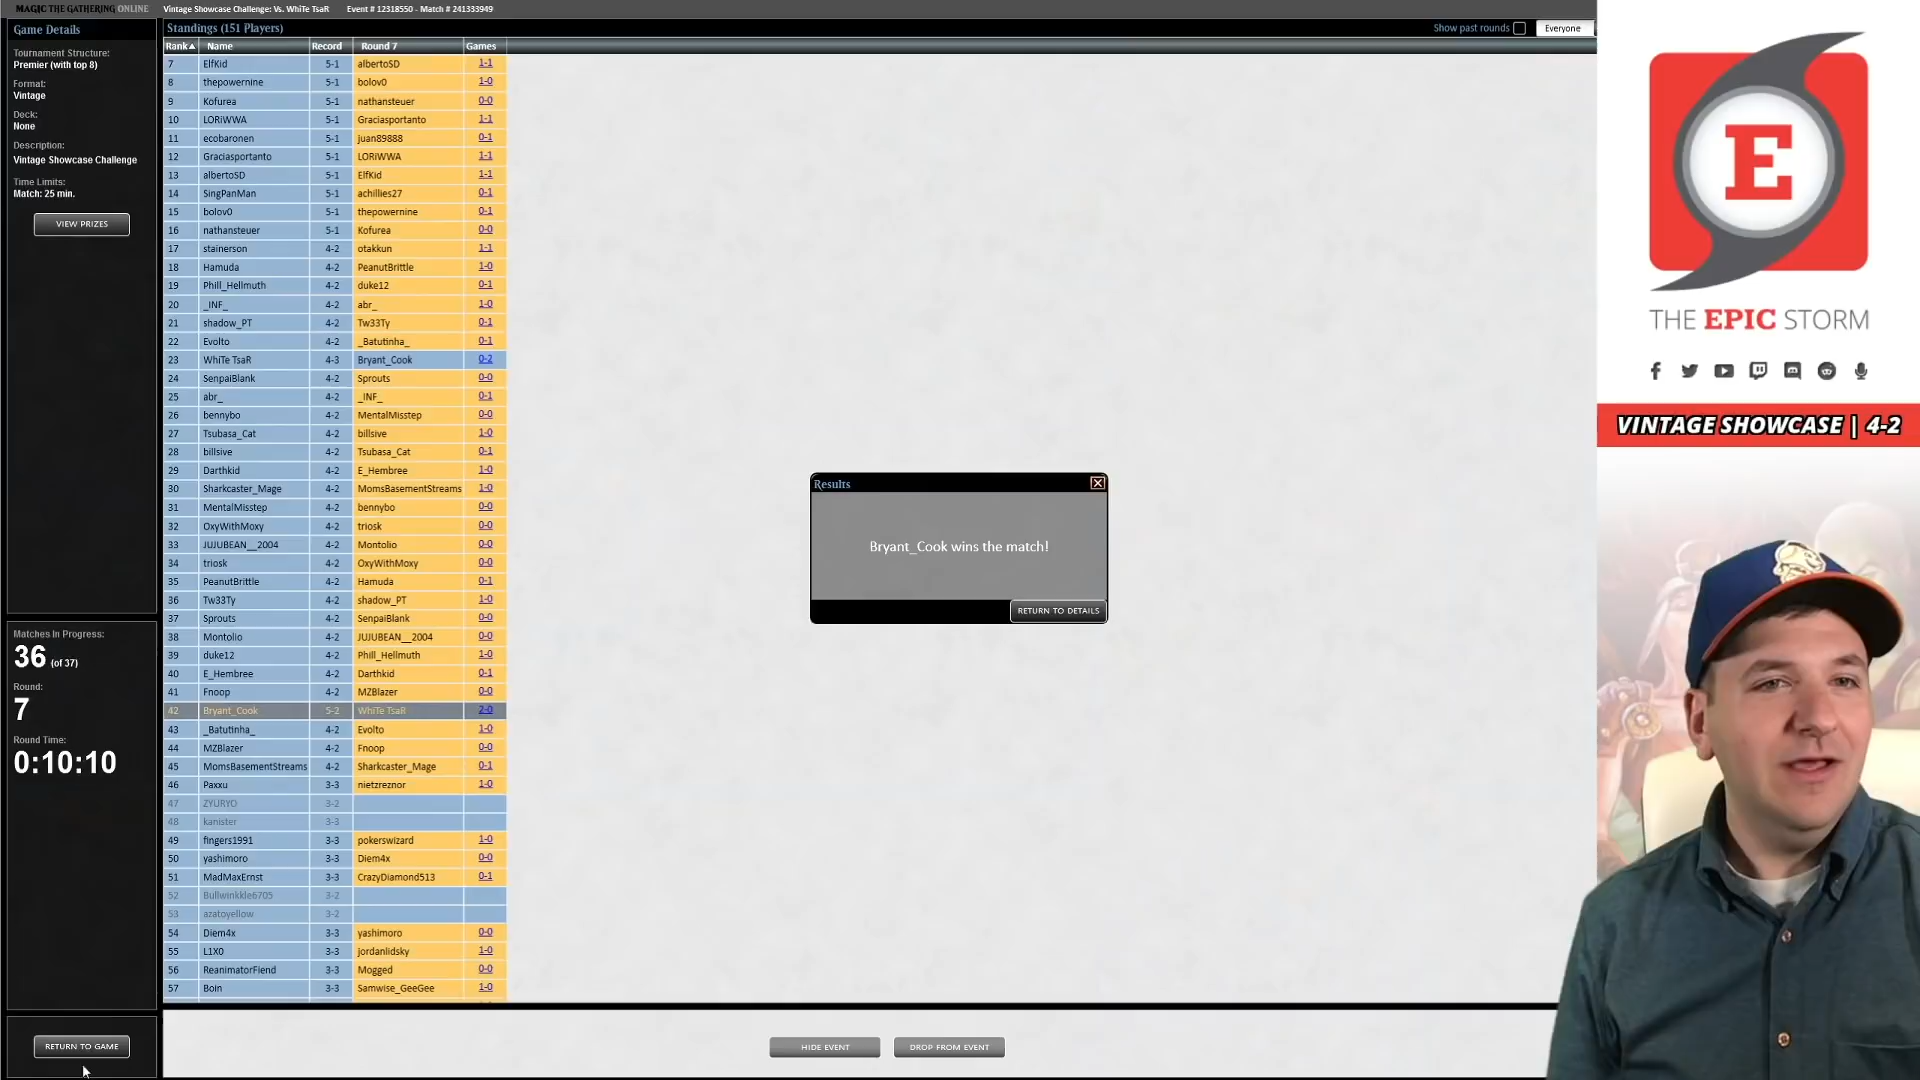 MAGIC THE GATHERING ONLINE
Vintage Showcase Challenge: Vs. WhiTe TsaR Event # 12318550 - Match # 241333949
Game Details
Tournament Structure:
Premier (with top 8)
Format:
Vintage
Deck:
None
Description:
Vintage Showcase Challenge
Time Limits:
Match: 25 min.
VIEW PRIZES
Matches In Progress:
36 (of 37)
Round:
7
Round Time:
0:10:10
RETURN TO GAME
Standings (151 Players)
Show past rounds
Everyone
Rank Name Record Round 7 Games
7 ElfKid 5-1 albertoSD 1-1
8 thepowernine 5-1 bolov0 1-0
9 Kofurea 5-1 nathansteuer 0-0
10 LORiWWA 5-1 Graciasportanto 1-1
11 ecobaronen 5-1 juan89888 0-1
12 Graciasportanto 5-1 LORiWWA 1-1
13 albertoSD 5-1 ElfKid 1-1
14 SingPanMan 5-1 achillies27 0-1
15 bolov0 5-1 thepowernine 0-1
16 nathansteuer 5-1 Kofurea 0-0
17 stainerson 4-2 otakkun 1-1
18 Hamuda 4-2 PeanutBrittle 1-0
19 Phill_Hellmuth 4-2 duke12 0-1
20 _INF_ 4-2 abr_ 1-0
21 shadow_PT 4-2 Tw33Ty 0-1
22 Evolto 4-2 _Batutinha_ 0-1
23 WhiTe TsaR 4-3 Bryant_Cook 0-2
24 SenpaiBlank 4-2 Sprouts 0-0
25 abr_ 4-2 _INF_ 0-1
26 bennybo 4-2 MentalMisstep 0-0
27 Tsubasa_Cat 4-2 billsive 1-0
28 billsive 4-2 Tsubasa_Cat 0-1
29 Darthkid 4-2 E_Hembree 1-0
30 Sharkcaster_Mage 4-2 MomsBasementStreams 1-0
31 MentalMisstep 4-2 bennybo 0-0
32 OxyWithMoxy 4-2 triosk 0-0
33 JUJUBEAN__2004 4-2 Montolio 0-0
34 triosk 4-2 OxyWithMoxy 0-0
35 PeanutBrittle 4-2 Hamuda 0-1
36 Tw33Ty 4-2 shadow_PT 1-0
37 Sprouts 4-2 SenpaiBlank 0-0
38 Montolio 4-2 JUJUBEAN__2004 0-0
39 duke12 4-2 Phill_Hellmuth 1-0
40 E_Hembree 4-2 Darthkid 0-1
41 Fnoop 4-2 MZBlazer 0-0
42 Bryant_Cook 5-2 WhiTe TsaR 2-0
43 _Batutinha_ 4-2 Evolto 1-0
44 MZBlazer 4-2 Fnoop 0-0
45 MomsBasementStreams 4-2 Sharkcaster_Mage 0-1
46 Paxxu 3-3 nietzreznor 1-0
47 ZYURYO 3-2
48 kanister 3-3
49 fingers1991 3-3 pokerswizard 1-0
50 yashimoro 3-3 Diem4x 0-0
51 MadMaxErnst 3-3 CrazyDiamond513 0-1
52 Bullwinkkle6705 3-2
53 azatoyellow 3-2
54 Diem4x 3-3 yashimoro 0-0
55 L1X0 3-3 jordanlidsky 1-0
56 ReanimatorFiend 3-3 Mogged 0-0
57 Boin 3-3 Samwise_GeeGee 1-0
Results
Bryant_Cook wins the match!
RETURN TO DETAILS
HIDE EVENT
DROP FROM EVENT
E
THE EPIC STORM
VINTAGE SHOWCASE | 4-2